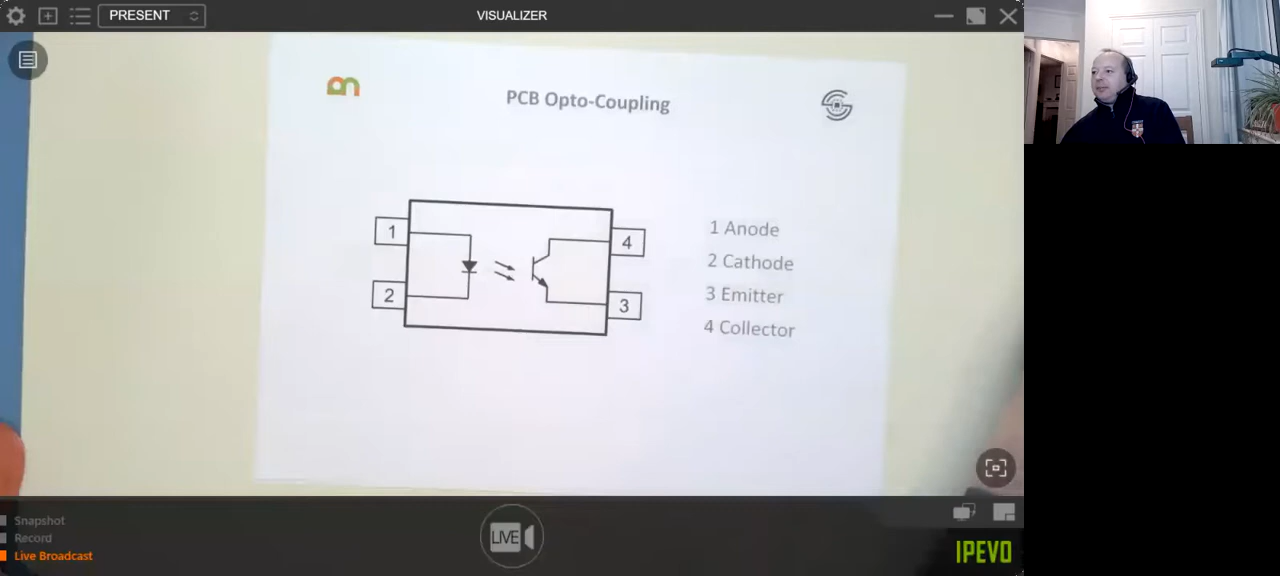 PRESENT
VISUALIZER
PCB Opto-Coupling
1
4
2
3
1 Anode
2 Cathode
3 Emitter
4 Collector
Snapshot
Record
Live Broadcast
LIVE
IPEVO